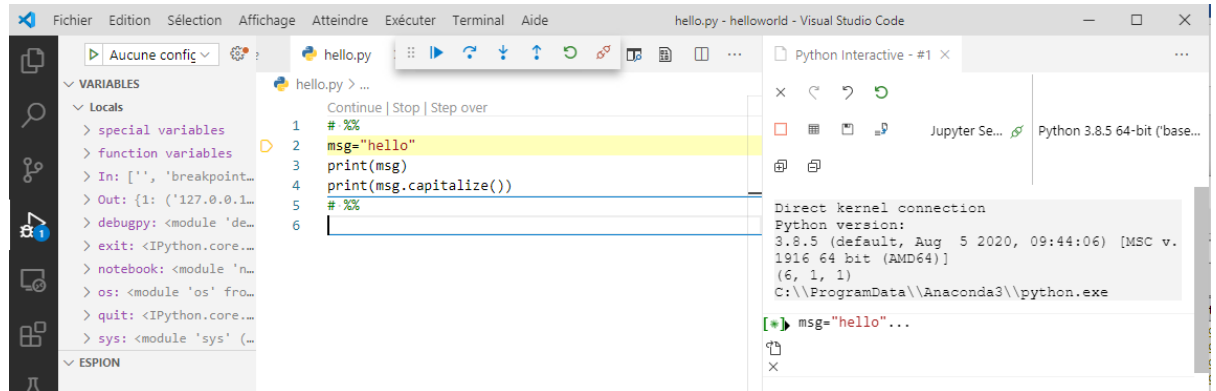 Fichier Edition Sélection Affichage Atteindre Exécuter Terminal Aide hello.py - helloworld - Visual Studio Code
Aucune config
hello.py
VARIABLES
Locals
special variables
function variables
In: ['', 'breakpoint...
Out: {1: ('127.0.0.1...
debugpy: <module 'de...
exit: <IPython.core....
notebook: <module 'n...
os: <module 'os' fro...
quit: <IPython.core....
sys: <module 'sys' (...
ESPION
1
hello.py > ...
Continue | Stop | Step over
1 # %%
2 msg="hello"
3 print(msg)
4 print(msg.capitalize())
5 # %%
6
Python Interactive - #1
Jupyter Se... Python 3.8.5 64-bit ('base...
Direct kernel connection
Python version:
3.8.5 (default, Aug 5 2020, 09:44:06) [MSC v.
1916 64 bit (AMD64)]
(6, 1, 1)
C:\\ProgramData\\Anaconda3\\python.exe
[*] msg="hello"...